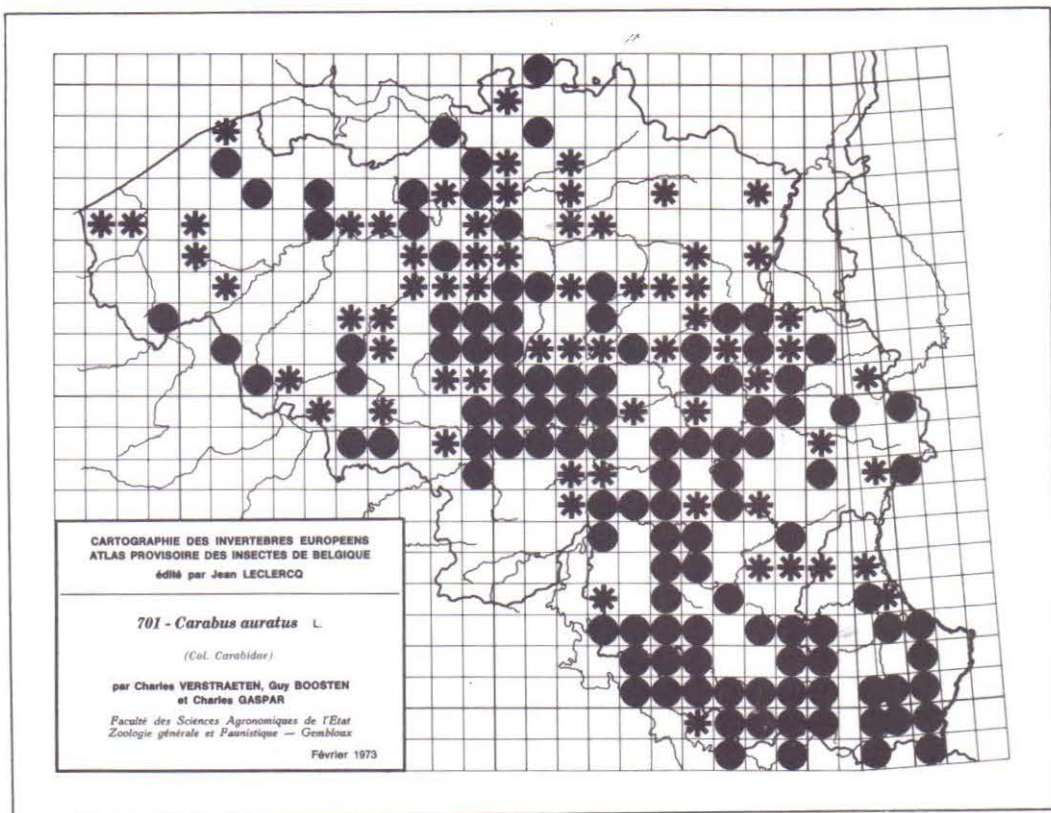 CARTOGRAPHIE DES INVERTEBRES EUROPEENS
ATLAS PROVISOIRE DES INSECTES DE BELGIQUE
édité par Jean LECLERCQ
701 - Carabus auratus L.
(Col. Carabidae)
par Charles VERSTRAETEN, Guy BOOSTEN
et Charles GASPAR
Faculté des Sciences Agronomiques de l'Etat
Zoologie générale et Faunistique — Gembloux
Février 1973